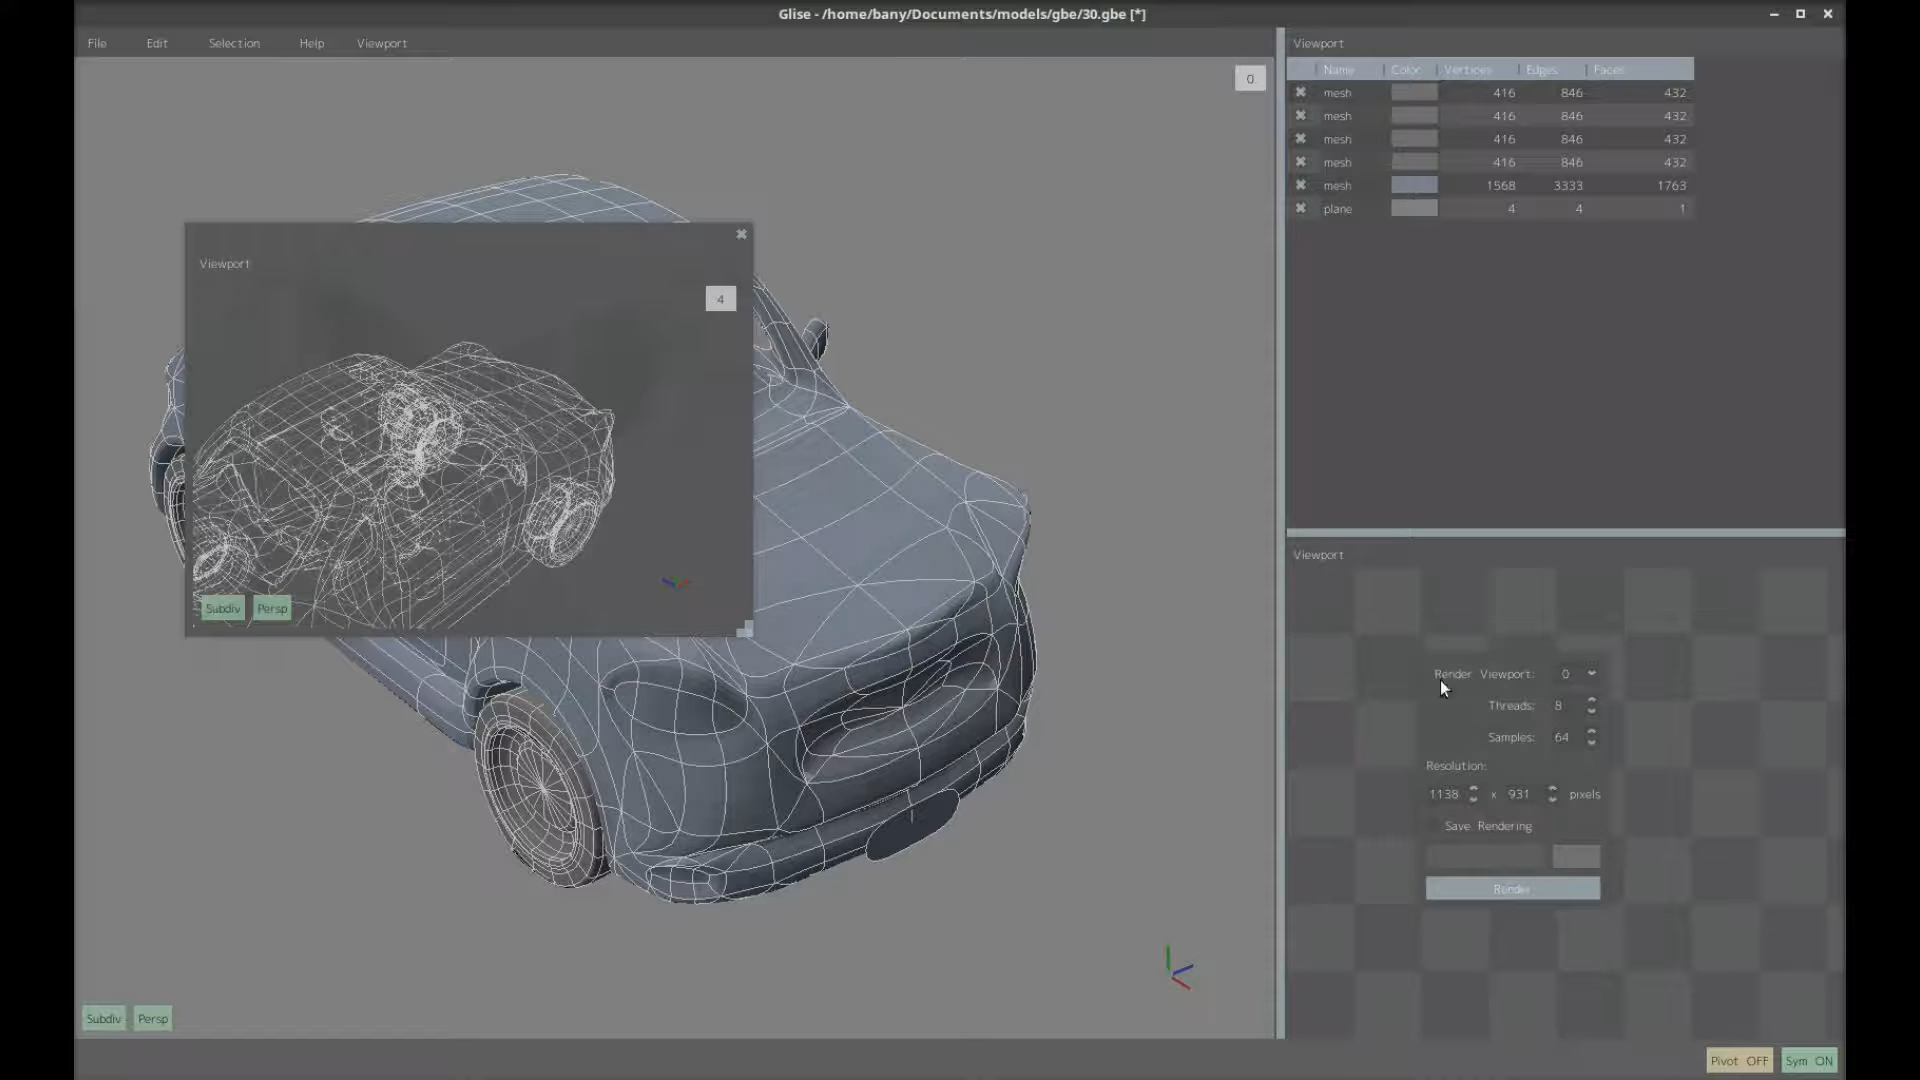 Glise - /home/bany/Documents/models/gbe/30.gbe [*]
File Edit Selection Help Viewport
0
Viewport
4
Subdiv Persp
Subdiv Persp
Viewport
Name Color Vertices Edges Faces
mesh 416 846 432
mesh 416 846 432
mesh 416 846 432
mesh 416 846 432
mesh 1568 3333 1763
plane 4 4 1
Viewport
Render Viewport: 0
Threads: 8
Samples: 64
Resolution:
1138 x 931 pixels
Save Rendering
Render
Pivot OFF Sym ON